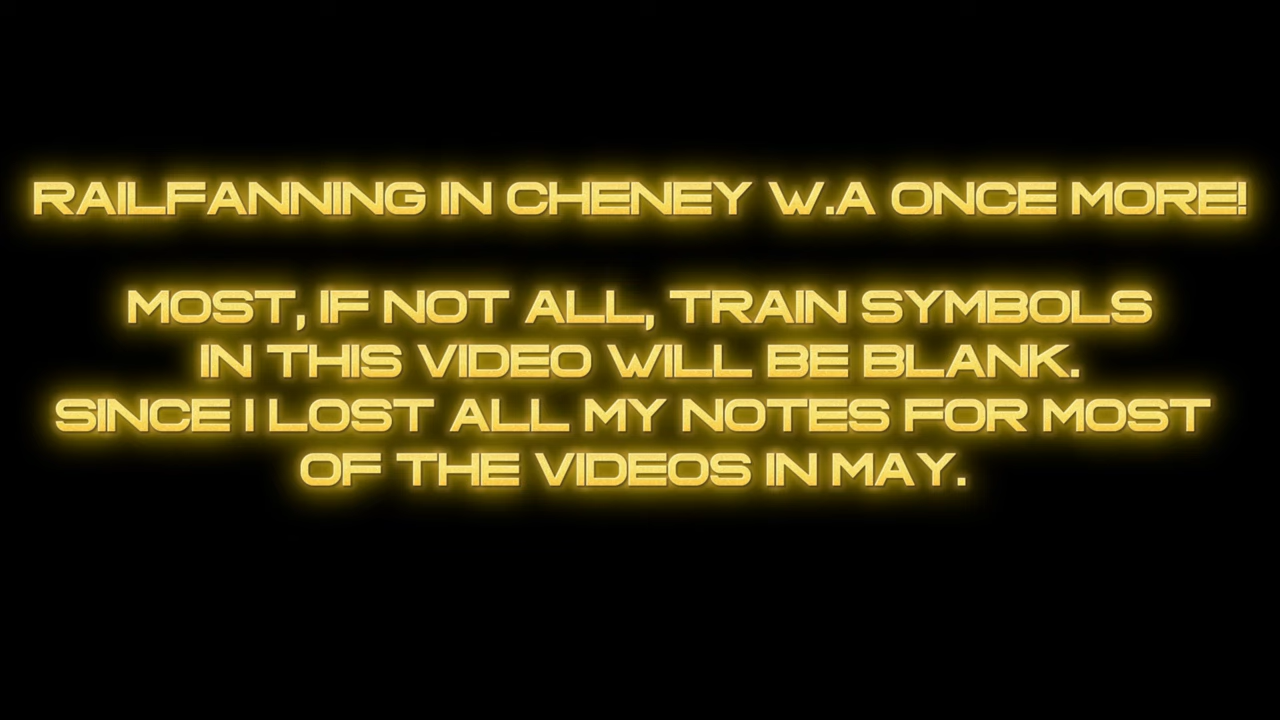 RAILFANNING IN CHENEY W.A ONCE MORE!
MOST, IF NOT ALL, TRAIN SYMBOLS
IN THIS VIDEO WILL BE BLANK.
SINCE I LOST ALL MY NOTES FOR MOST
OF THE VIDEOS IN MAY.